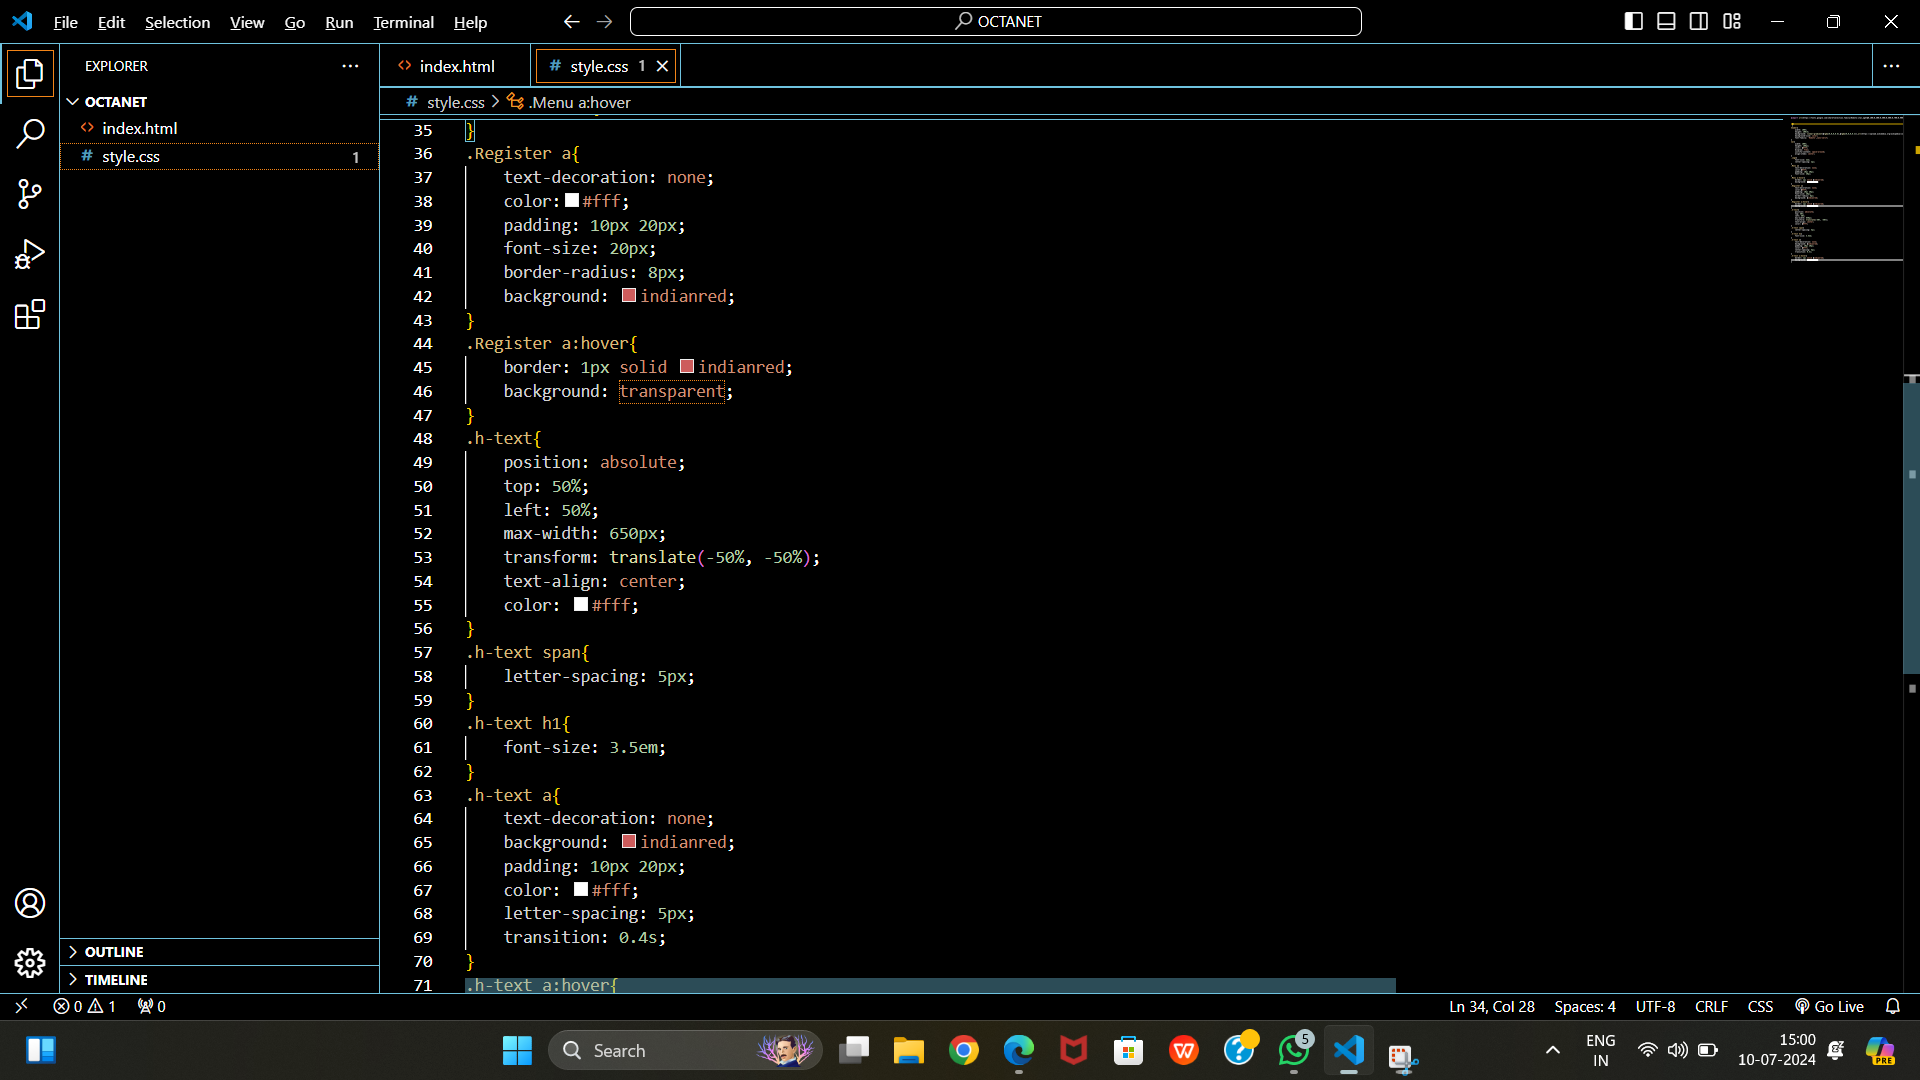 File Edit Selection View Go Run Terminal Help
OCTANET
EXPLORER
index.html
style.css 1
OCTANET
index.html
style.css 1
style.css > .Menu a:hover
35 }
36 .Register a{
37 text-decoration: none;
38 color: #fff;
39 padding: 10px 20px;
40 font-size: 20px;
41 border-radius: 8px;
42 background: indianred;
43 }
44 .Register a:hover{
45 border: 1px solid indianred;
46 background: transparent;
47 }
48 .h-text{
49 position: absolute;
50 top: 50%;
51 left: 50%;
52 max-width: 650px;
53 transform: translate(-50%, -50%);
54 text-align: center;
55 color: #fff;
56 }
57 .h-text span{
58 letter-spacing: 5px;
59 }
60 .h-text h1{
61 font-size: 3.5em;
62 }
63 .h-text a{
64 text-decoration: none;
65 background: indianred;
66 padding: 10px 20px;
67 color: #fff;
68 letter-spacing: 5px;
69 transition: 0.4s;
70 }
71 .h-text a:hover{
OUTLINE
TIMELINE
0 1 0
Ln 34, Col 28 Spaces: 4 UTF-8 CRLF CSS Go Live
Search
5
ENG
IN
15:00
10-07-2024
PRE